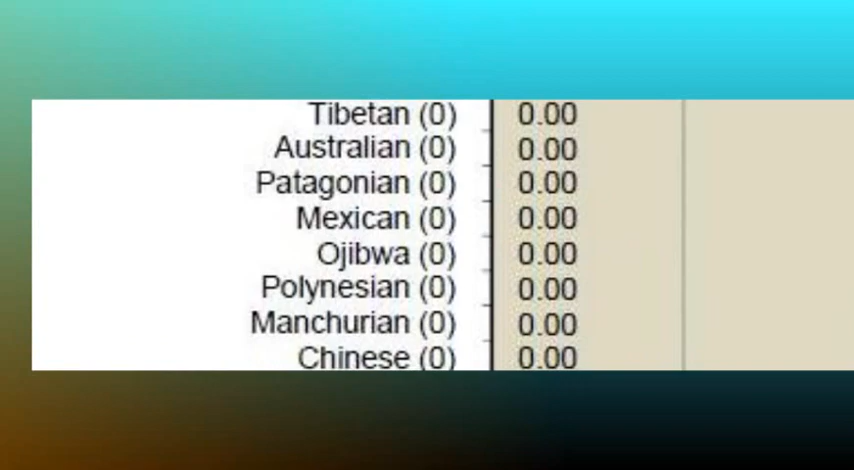 Tibetan (0) 0.00
Australian (0) 0.00
Patagonian (0) 0.00
Mexican (0) 0.00
Ojibwa (0) 0.00
Polynesian (0) 0.00
Manchurian (0) 0.00
Chinese (0) 0.00